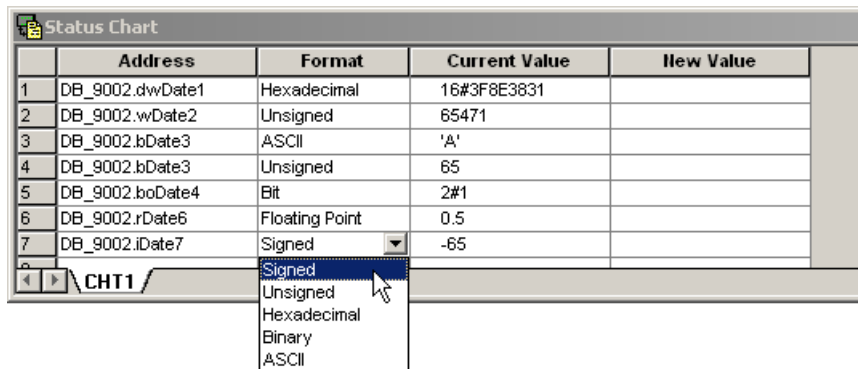 Status Chart
Address Format Current Value New Value
1 DB_9002.dwDate1 Hexadecimal 16#3F8E3831
2 DB_9002.wDate2 Unsigned 65471
3 DB_9002.bDate3 ASCII 'A'
4 DB_9002.bDate3 Unsigned 65
5 DB_9002.boDate4 Bit 2#1
6 DB_9002.rDate6 Floating Point 0.5
7 DB_9002.iDate7 Signed -65
Signed
CHT1
Unsigned
Hexadecimal
Binary
ASCII